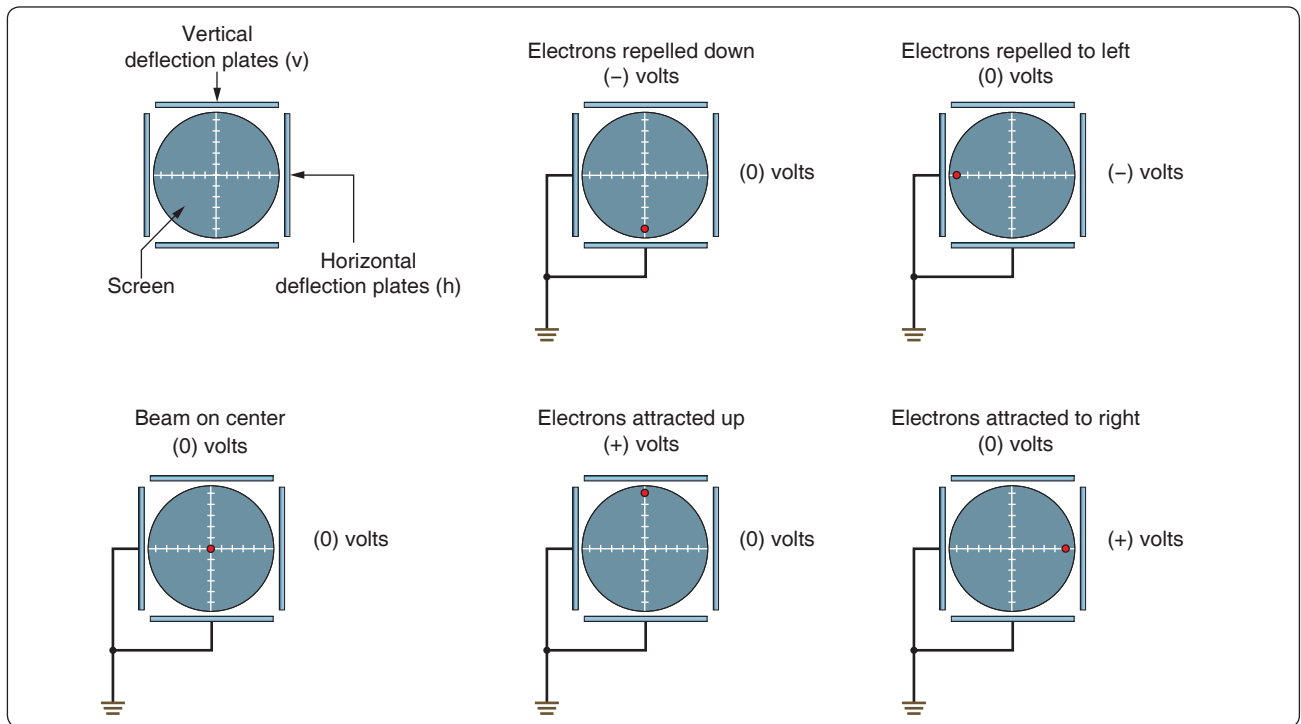 Vertical
deflection plates (v)
Screen
Horizontal
deflection plates (h)
Electrons repelled down
(−) volts
(0) volts
Electrons repelled to left
(0) volts
(−) volts
Beam on center
(0) volts
(0) volts
Electrons attracted up
(+) volts
(0) volts
Electrons attracted to right
(0) volts
(+) volts